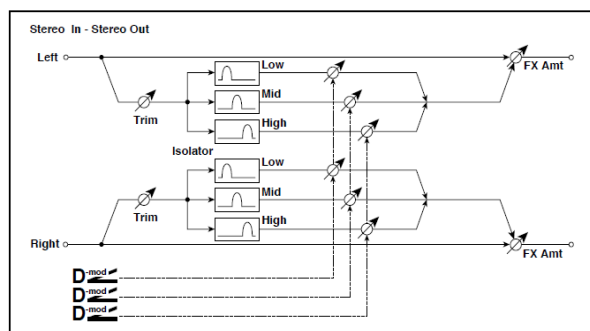 Stereo In - Stereo Out
Left
Low
FX Amt
Mid
Trim
High
Isolator
Low
Mid
Trim
High
Right
FX Amt
D-mod
D-mod
D-mod